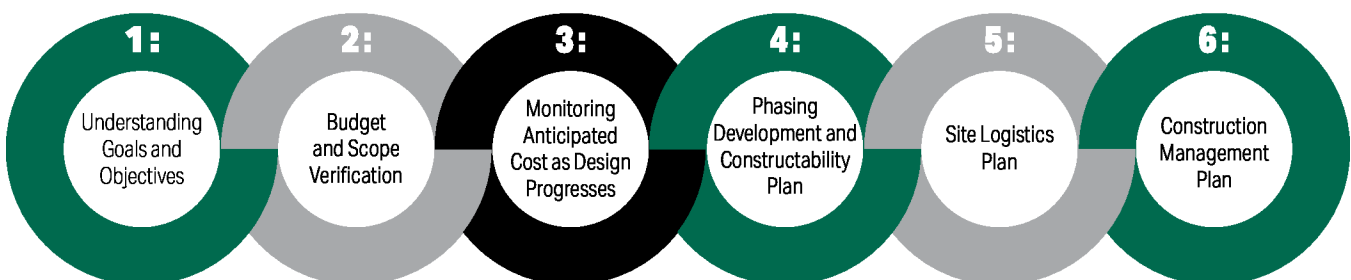 1:
Understanding
Goals and
Objectives
2:
Budget
and Scope
Verification
3:
Monitoring
Anticipated
Cost as Design
Progresses
4:
Phasing
Development and
Constructability
Plan
5:
Site Logistics
Plan
6:
Construction
Management
Plan